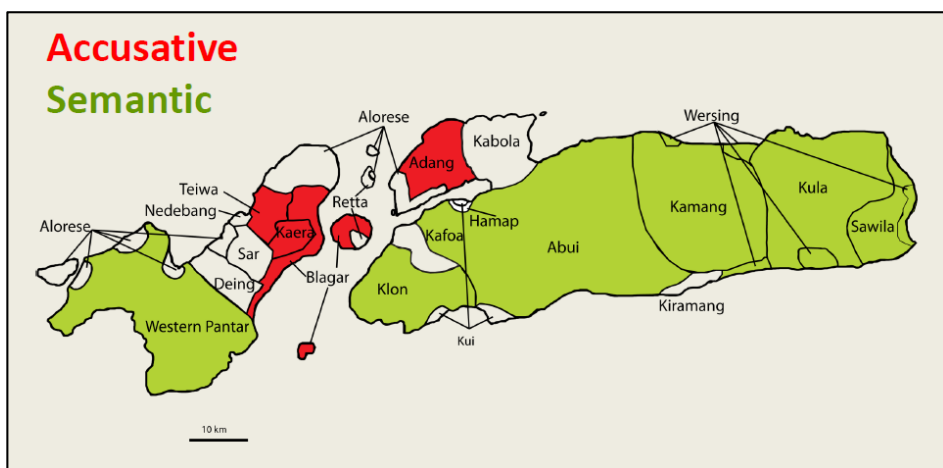 Accusative
Semantic
Alorese
Wersing
Kabola
Adang
Teiwa
Retta
Kula
Nedebang
Hamap
Kamang
Alorese
Kaera
Kafoa
Sawila
Sar
Abui
Blagar
Deing
Klon
Kiramang
Western Pantar
Kui
10 km